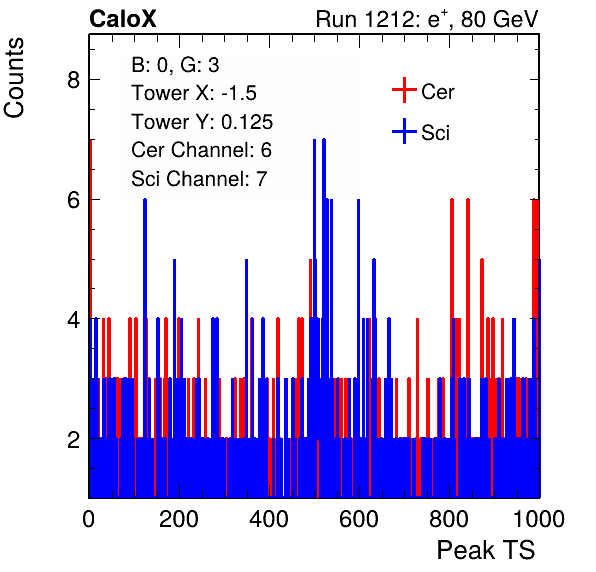 CaloX Run 1212: e+, 80 GeV
Counts
B: 0, G: 3
Tower X: -1.5
Tower Y: 0.125
Cer Channel: 6
Sci Channel: 7
Cer
Sci
8
6
4
2
0 200 400 600 800 1000
Peak TS